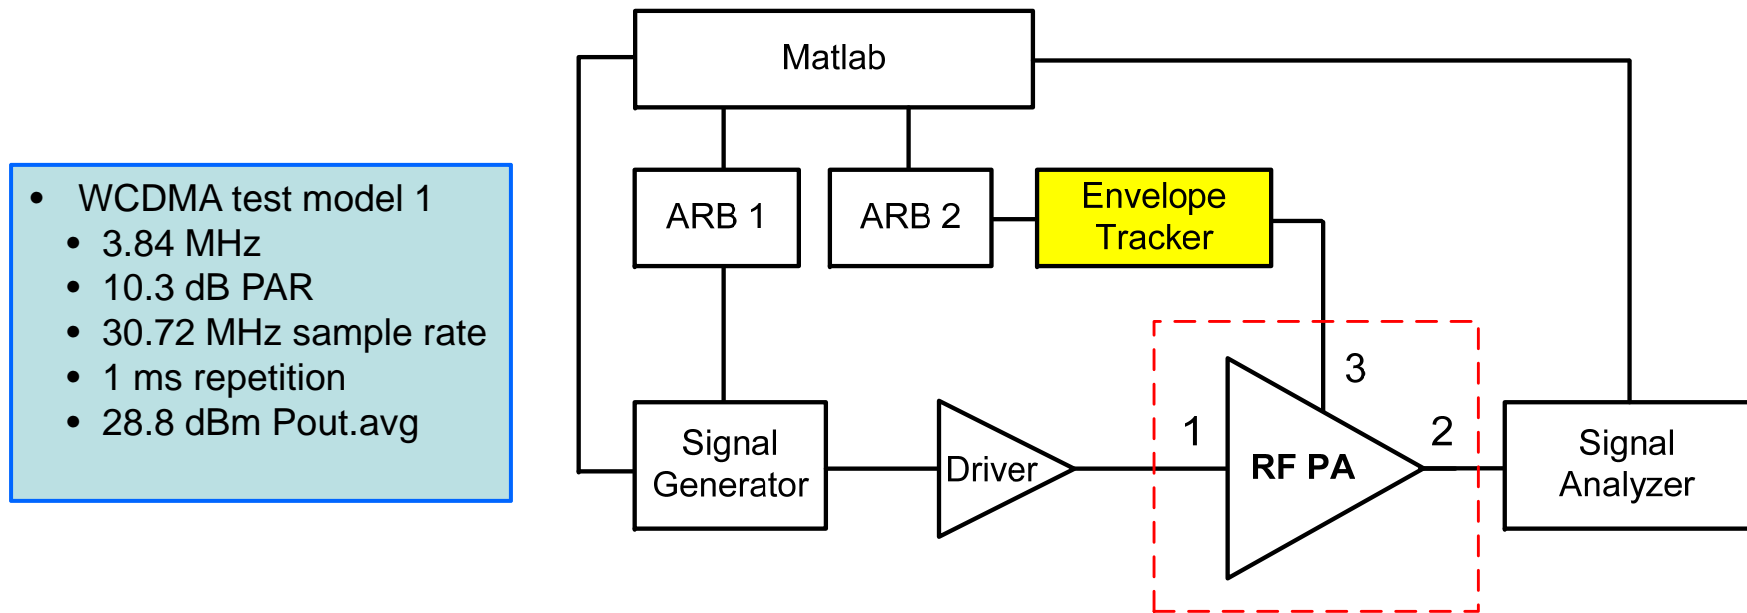 Matlab
• WCDMA test model 1
• 3.84 MHz
• 10.3 dB PAR
• 30.72 MHz sample rate
• 1 ms repetition
• 28.8 dBm Pout.avg
ARB 1
ARB 2
Envelope
Tracker
Signal
Generator
Driver
1
RF PA
3
2
Signal
Analyzer